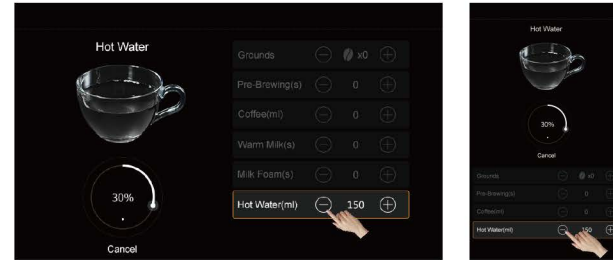 Hot Water
30%
Cancel
Grounds x0
Pre-Brewing(s) 0
Coffee(ml) 0
Warm Milk(s) 0
Milk Foam(s) 0
Hot Water(ml) 150
Hot Water
30%
Cancel
Grounds x0
Pre-Brewing(s) 0
Coffee(ml) 0
Hot Water(ml) 150